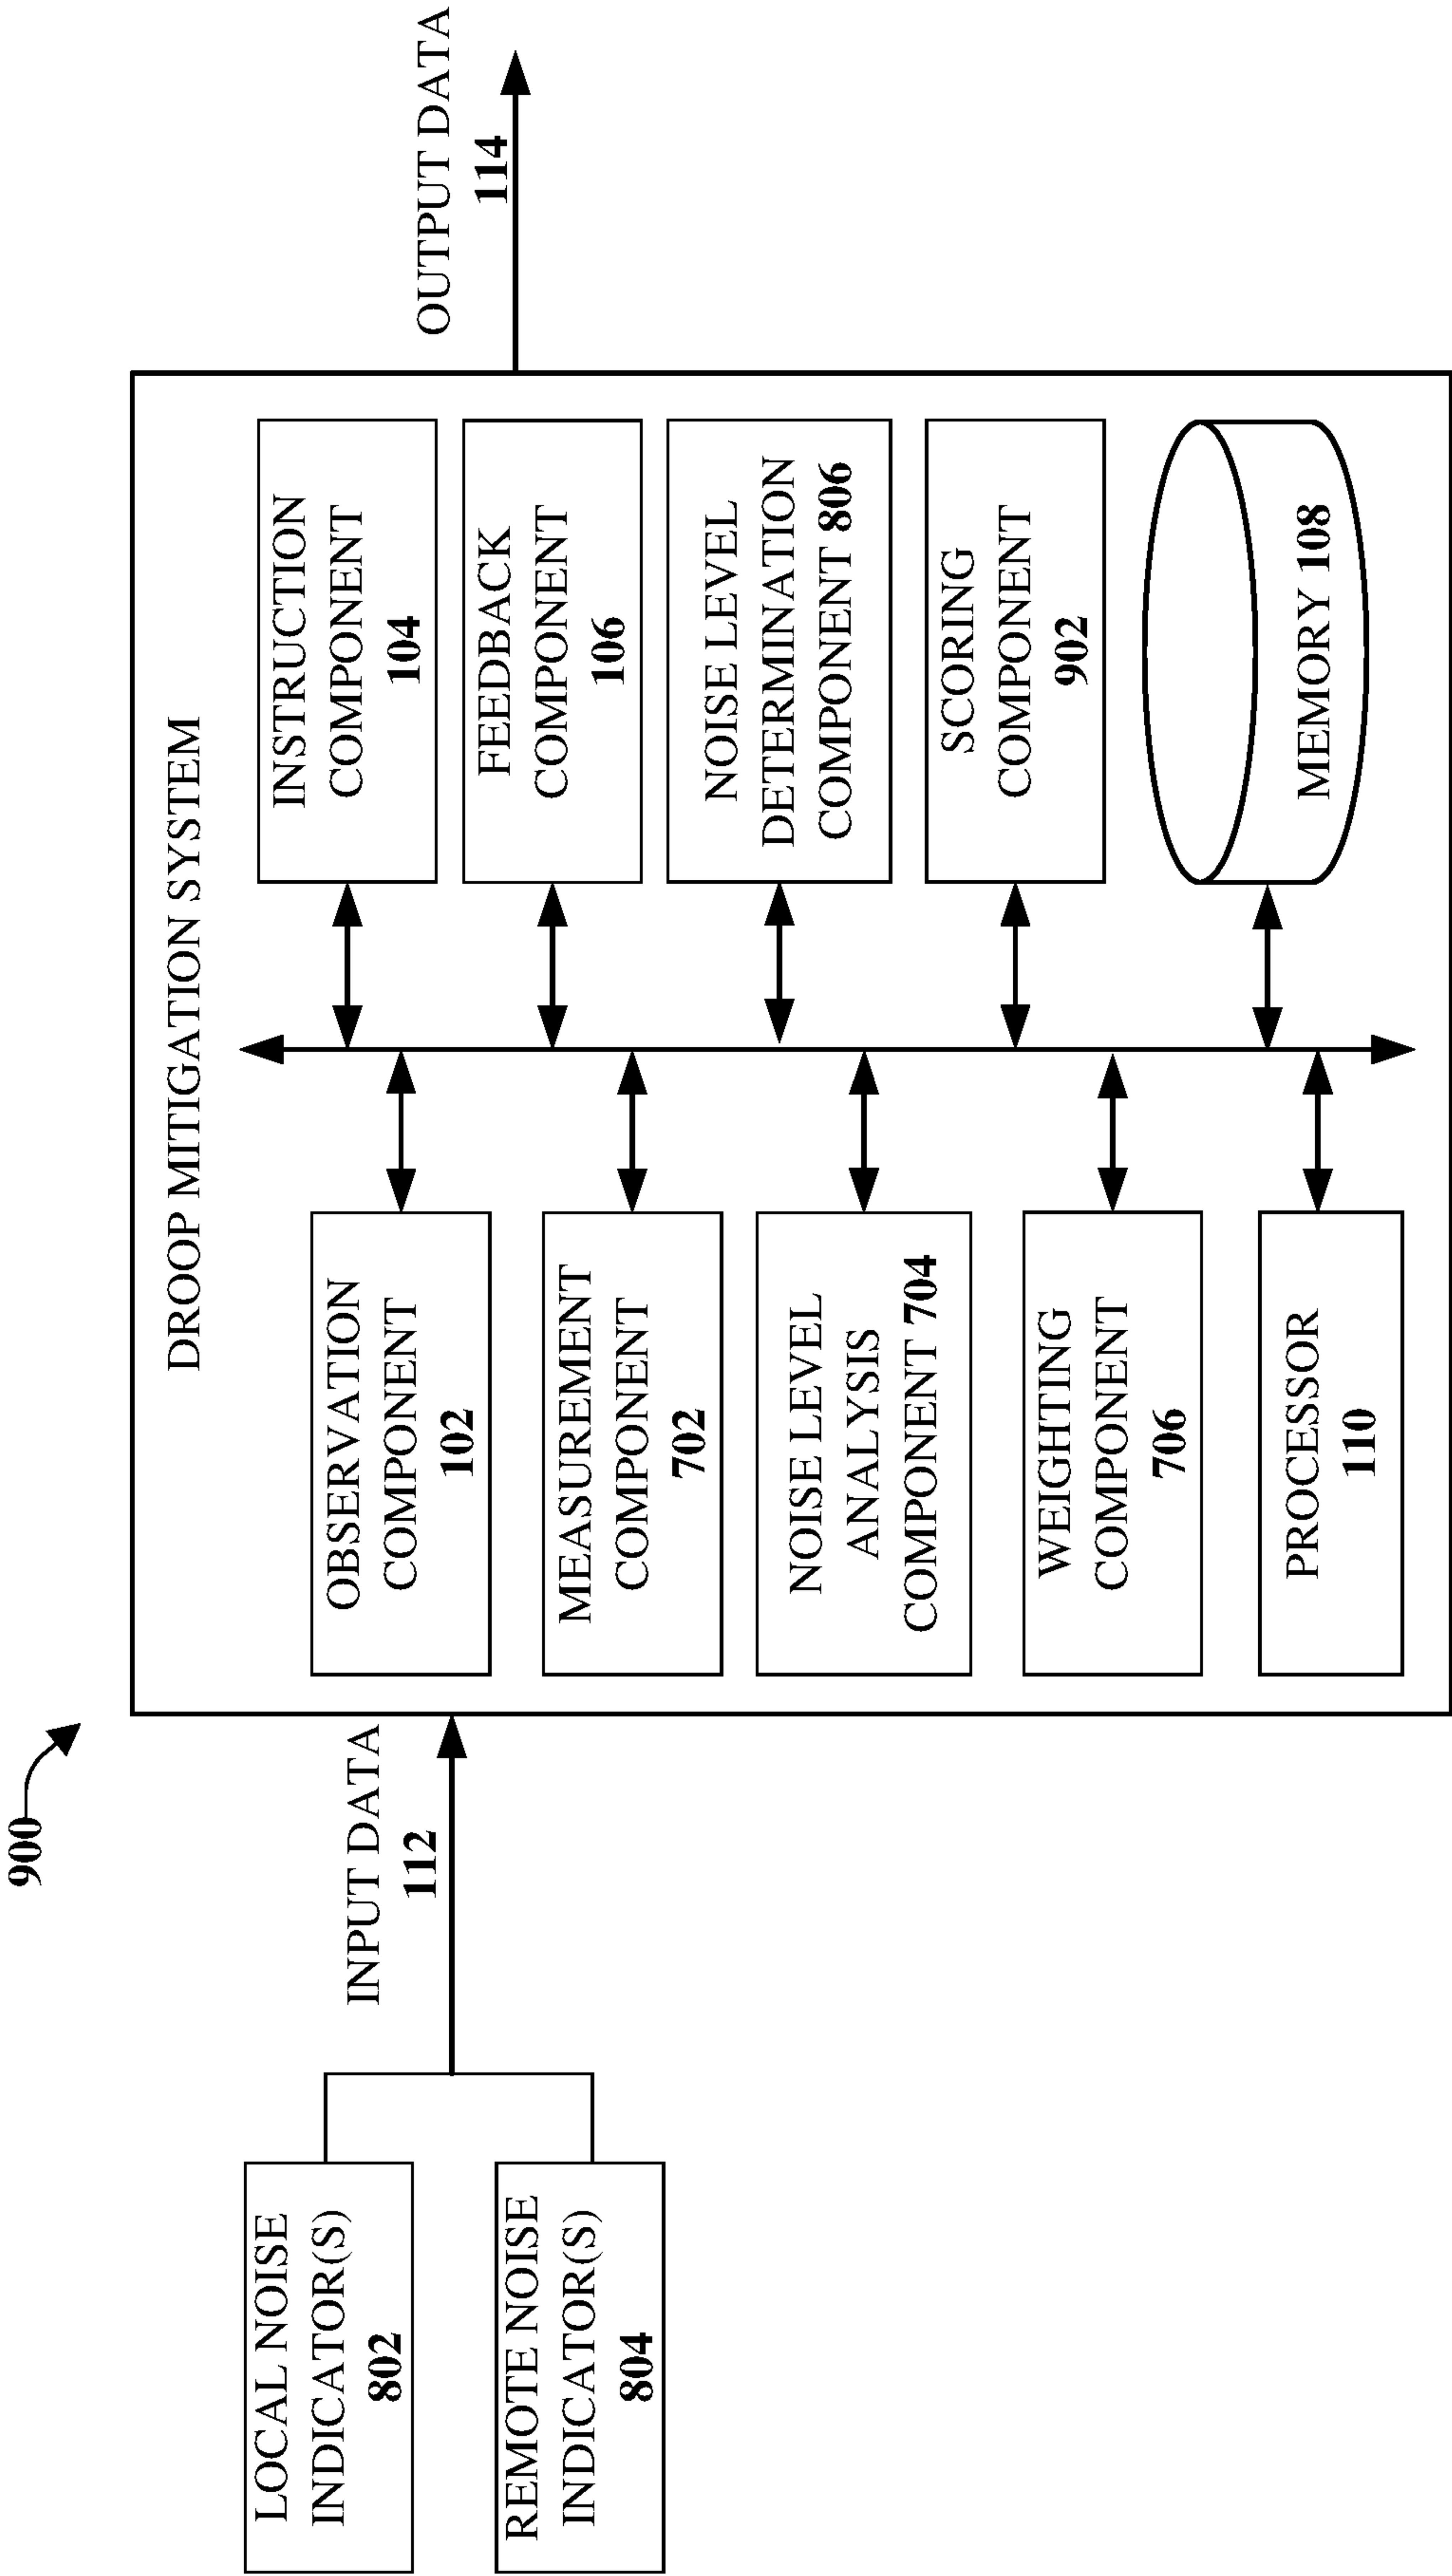 900
DROOP MITIGATION SYSTEM
LOCAL NOISE
INDICATOR(S)
802
REMOTE NOISE
INDICATOR(S)
804
INPUT DATA
112
OBSERVATION
COMPONENT
102
MEASUREMENT
COMPONENT
702
NOISE LEVEL
ANALYSIS
COMPONENT 704
WEIGHTING
COMPONENT
706
PROCESSOR
110
INSTRUCTION
COMPONENT
104
FEEDBACK
COMPONENT
106
NOISE LEVEL
DETERMINATION
COMPONENT 806
SCORING
COMPONENT
902
MEMORY 108
OUTPUT DATA
114